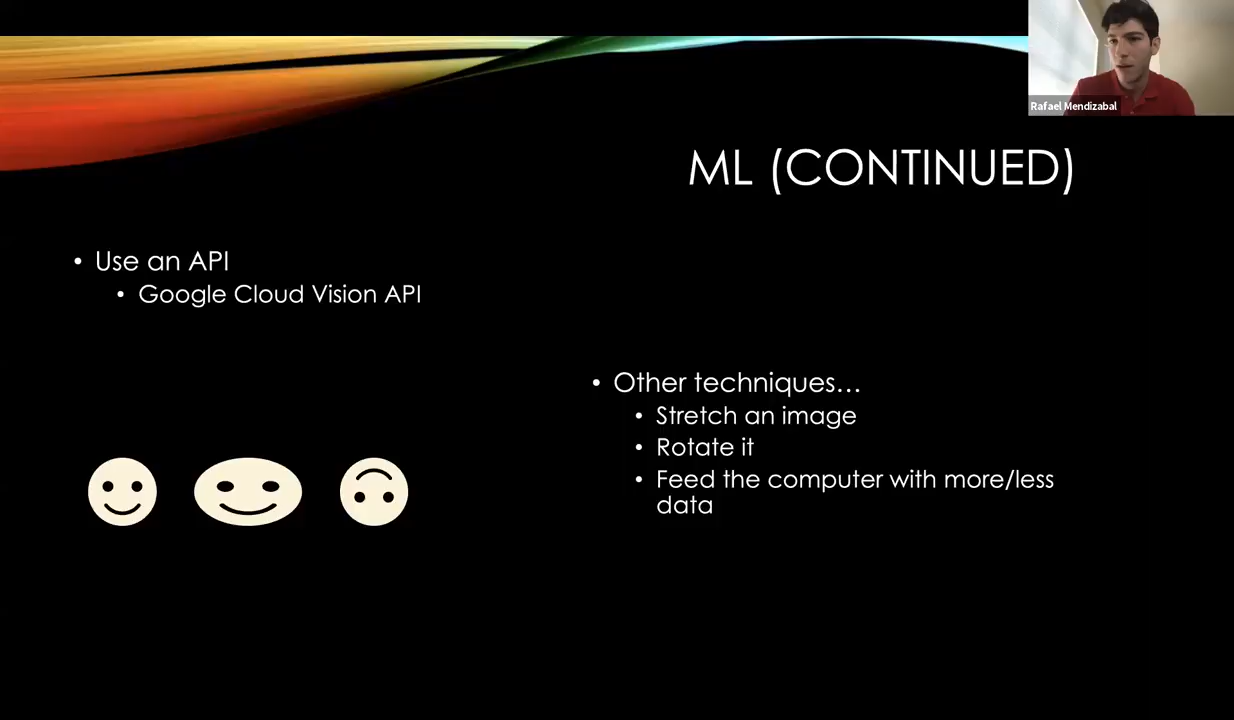 Rafael Mendizabal
ML (CONTINUED)
• Use an API
• Google Cloud Vision API
• Other techniques...
• Stretch an image
• Rotate it
• Feed the computer with more/less
data